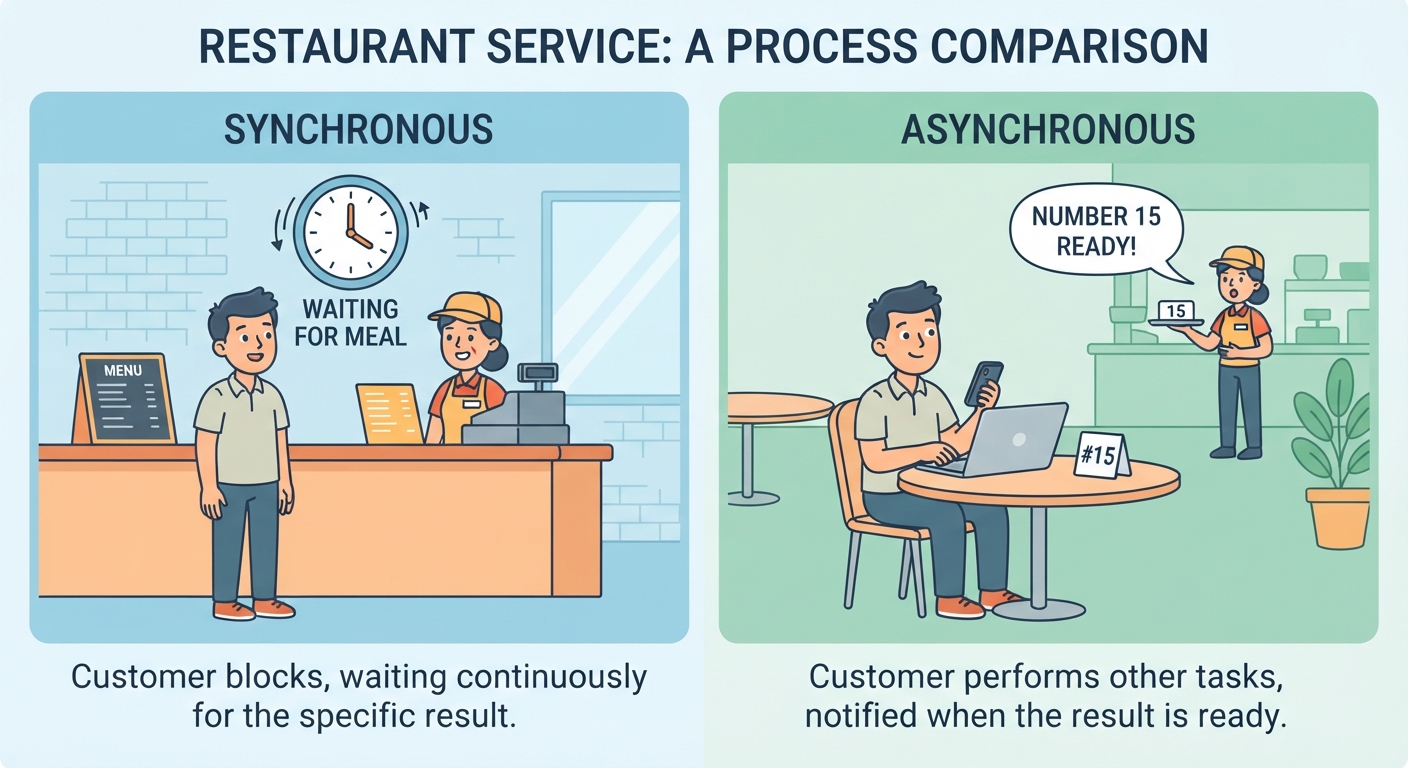 RESTAURANT SERVICE: A PROCESS COMPARISON
SYNCHRONOUS
WAITING
FOR MEAL
MENU
Customer blocks, waiting continuously
for the specific result.
ASYNCHRONOUS
NUMBER 15
READY!
15
#15
Customer performs other tasks,
notified when the result is ready.